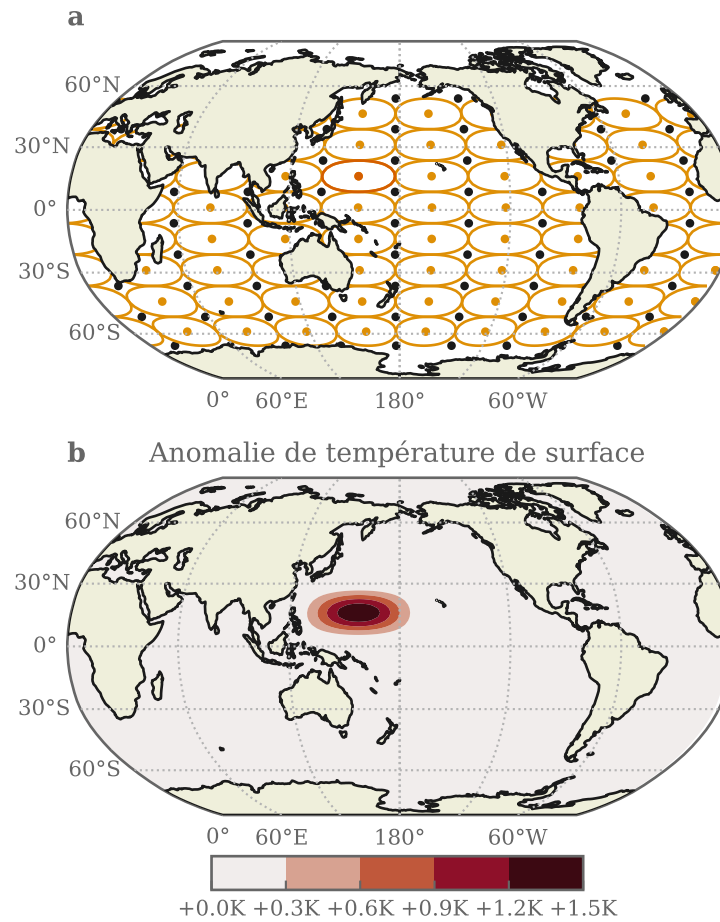 a
60°N
30°N
0°
30°S
60°S
0° 60°E 180° 60°W
b Anomalie de température de surface
60°N
30°N
0°
30°S
60°S
0° 60°E 180° 60°W
+0.0K +0.3K +0.6K +0.9K +1.2K +1.5K